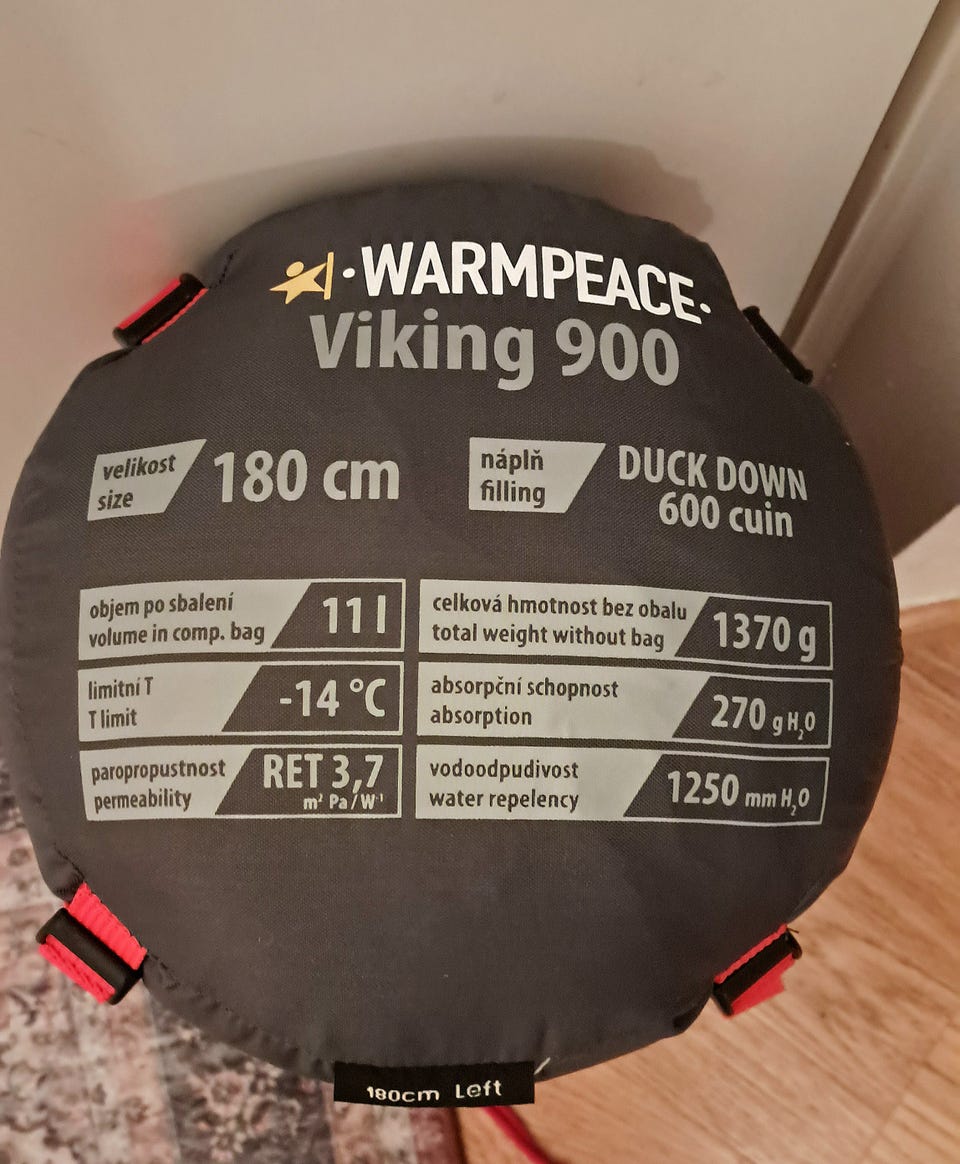 ·WARMPEACE·
Viking 900
velikost
size
180 cm
náplň
filling
DUCK DOWN
600 cuin
objem po sbalení
volume in comp. bag
11 l
celková hmotnost bez obalu
total weight without bag
1370 g
limitní T
T limit
-14 °C
absorpční schopnost
absorption
270 g H₂O
paropropustnost
permeability
RET 3,7
m² Pa/W⁻¹
vodoodpudivost
water repelency
1250 mm H₂O
180cm Left